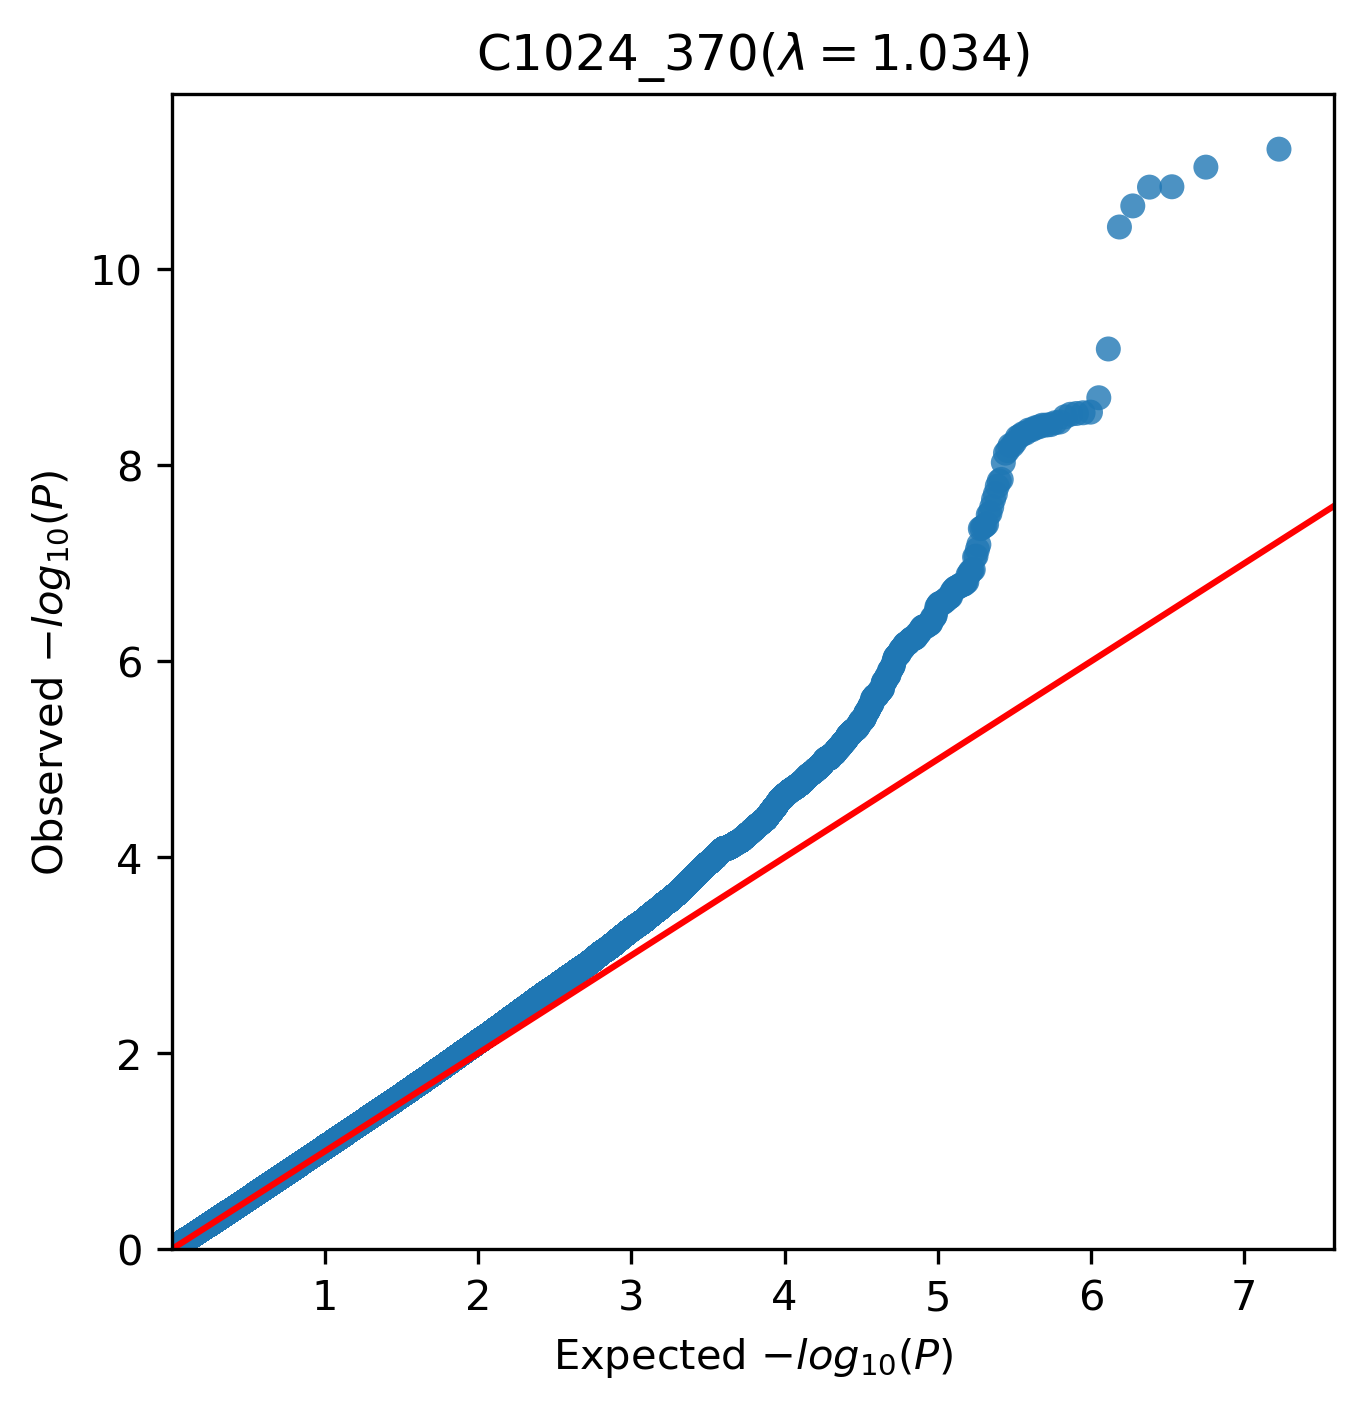 C1024_370(λ = 1.034)
Observed −log10(P)
10
8
6
4
2
0
1 2 3 4 5 6 7
Expected −log10(P)